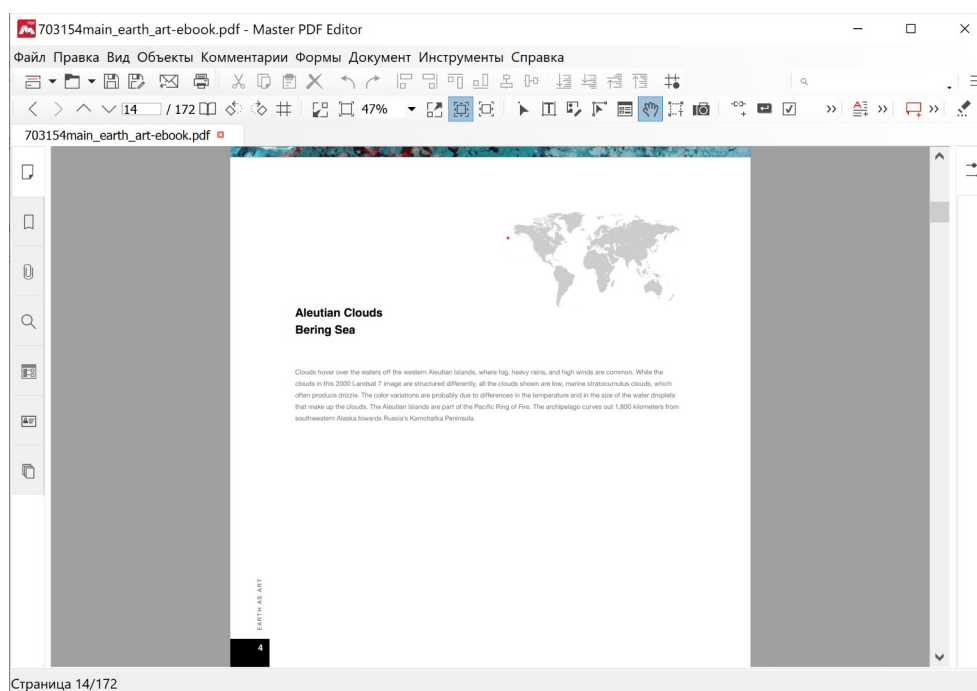 703154main_earth_art-ebook.pdf - Master PDF Editor
Файл Правка Вид Объекты Комментарии Формы Документ Инструменты Справка
14 / 172 47%
703154main_earth_art-ebook.pdf
Aleutian Clouds
Bering Sea
Clouds hover over the waters off the western Aleutian Islands, where fog, heavy rains, and high winds are common. While the
clouds in this 2000 Landsat 7 image are structured differently, all the clouds shown are low, marine stratocumulus clouds, which
often produce drizzle. The color variations are probably due to differences in the temperature and in the size of the water droplets
that make up the clouds. The Aleutian Islands are part of the Pacific Ring of Fire. The archipelago curves out 1,800 kilometers from
southwestern Alaska towards Russia's Kamchatka Peninsula.
EARTH AS ART
4
Страница 14/172